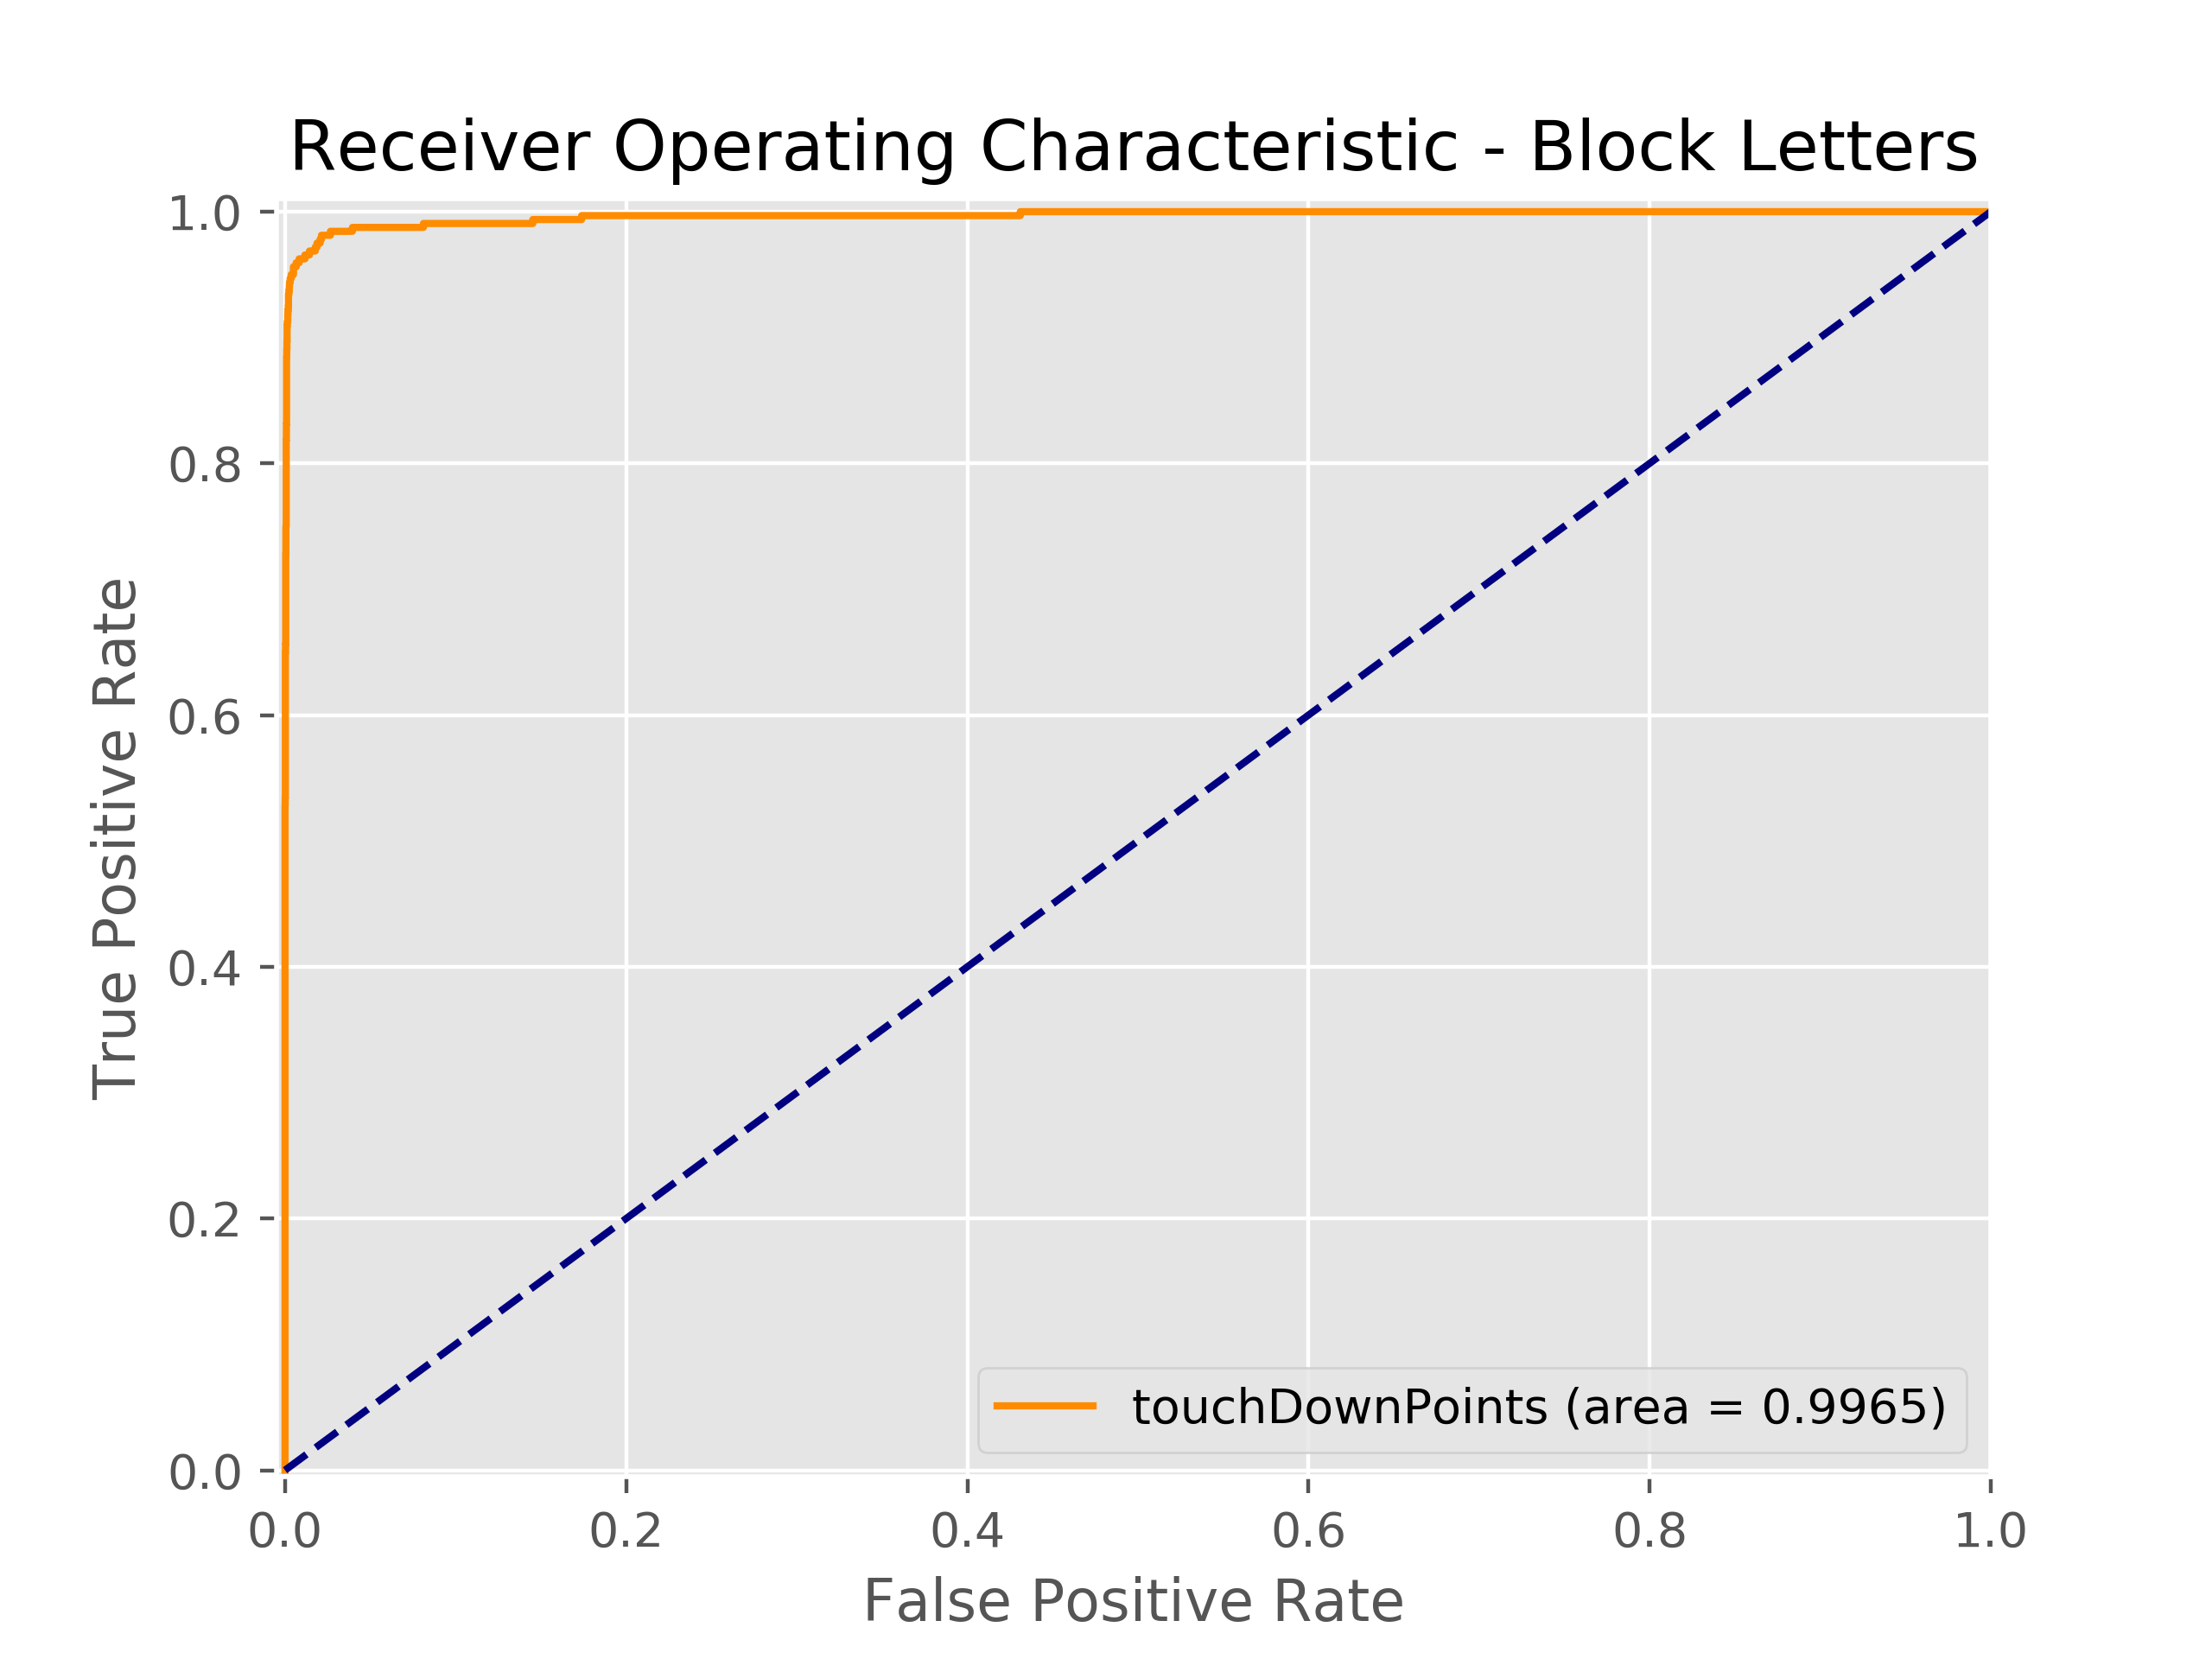 Receiver Operating Characteristic - Block Letters
1.0
0.8
0.6
0.4
0.2
0.0
True Positive Rate
touchDownPoints (area = 0.9965)
0.0 0.2 0.4 0.6 0.8 1.0
False Positive Rate